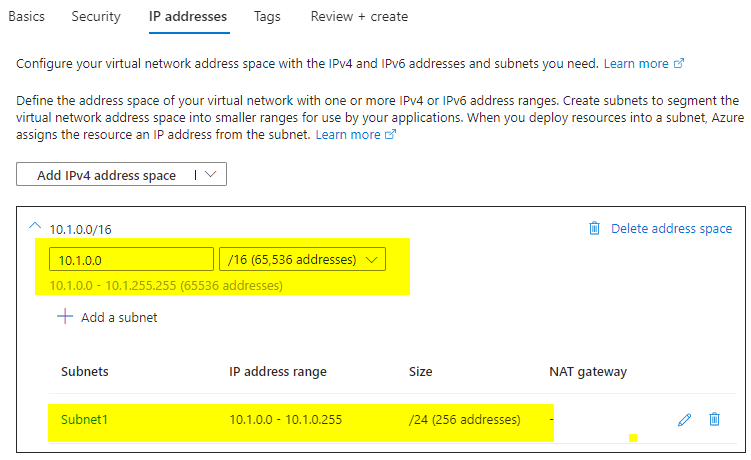 Basics Security IP addresses Tags Review + create
Configure your virtual network address space with the IPv4 and IPv6 addresses and subnets you need. Learn more
Define the address space of your virtual network with one or more IPv4 or IPv6 address ranges. Create subnets to segment the
virtual network address space into smaller ranges for use by your applications. When you deploy resources into a subnet, Azure
assigns the resource an IP address from the subnet. Learn more
Add IPv4 address space
10.1.0.0/16 Delete address space
10.1.0.0 /16 (65,536 addresses)
10.1.0.0 - 10.1.255.255 (65536 addresses)
Add a subnet
Subnets IP address range Size NAT gateway
Subnet1 10.1.0.0 - 10.1.0.255 /24 (256 addresses) -